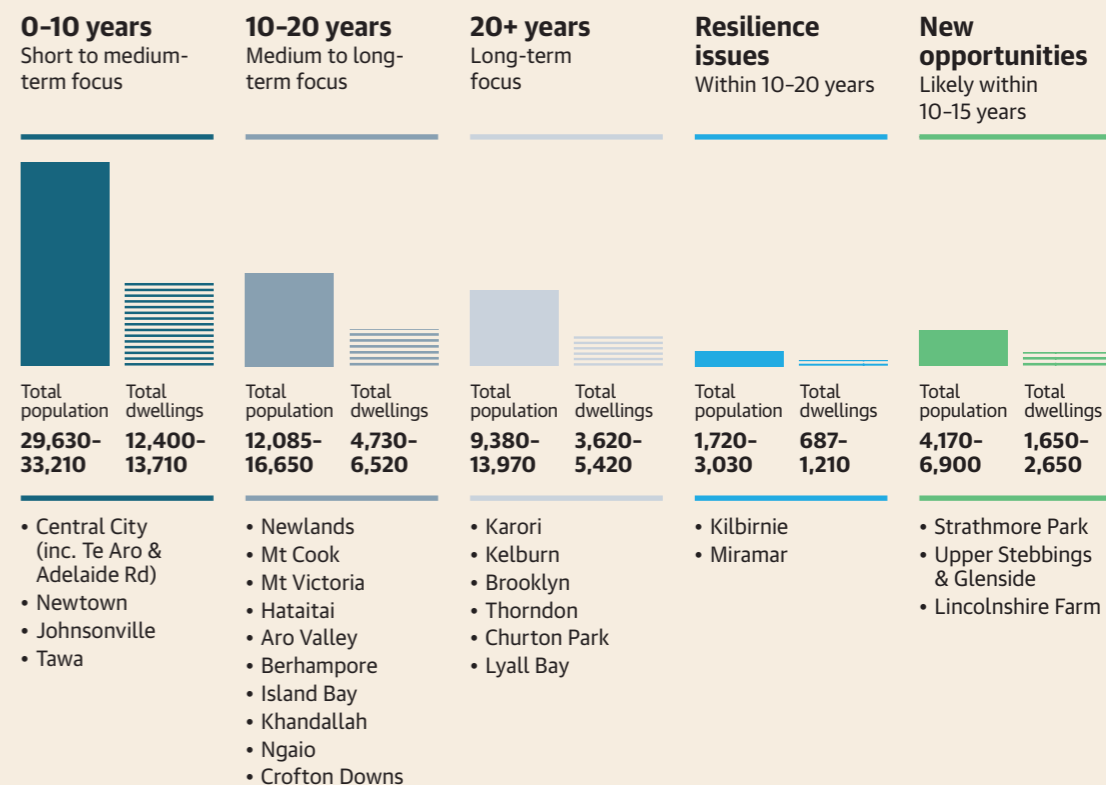 0-10 years
Short to medium-
term focus
Total
population
29,630–
33,210
Total
dwellings
12,400–
13,710
• Central City
(inc. Te Aro &
Adelaide Rd)
• Newtown
• Johnsonville
• Tawa
10-20 years
Medium to long-
term focus
Total
population
12,085–
16,650
Total
dwellings
4,730–
6,520
• Newlands
• Mt Cook
• Mt Victoria
• Hataitai
• Aro Valley
• Berhampore
• Island Bay
• Khandallah
• Ngaio
• Crofton Downs
20+ years
Long-term
focus
Total
population
9,380–
13,970
Total
dwellings
3,620–
5,420
• Karori
• Kelburn
• Brooklyn
• Thorndon
• Churton Park
• Lyall Bay
Resilience
issues
Within 10-20 years
Total
population
1,720–
3,030
Total
dwellings
687–
1,210
• Kilbirnie
• Miramar
New
opportunities
Likely within
10-15 years
Total
population
4,170–
6,900
Total
dwellings
1,650–
2,650
• Strathmore Park
• Upper Stebbings
& Glenside
• Lincolnshire Farm